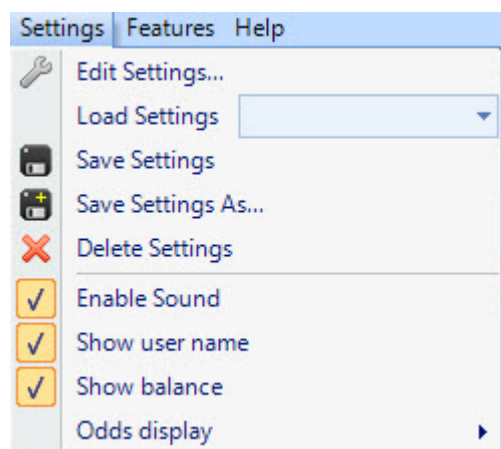 Settings Features Help
Edit Settings...
Load Settings
Save Settings
Save Settings As...
Delete Settings
Enable Sound
Show user name
Show balance
Odds display